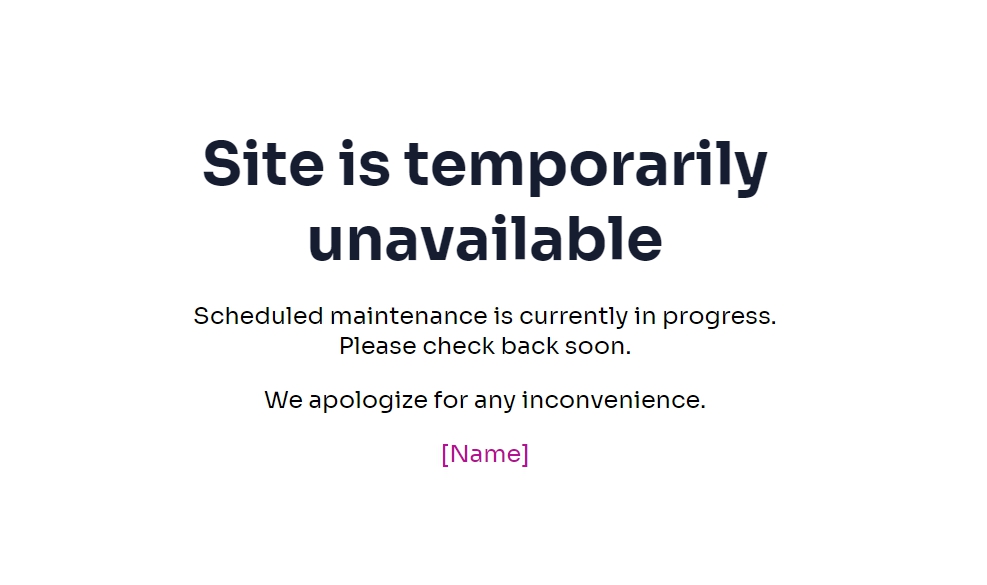 Site is temporarily
unavailable
Scheduled maintenance is currently in progress.
Please check back soon.
We apologize for any inconvenience.
[Name]